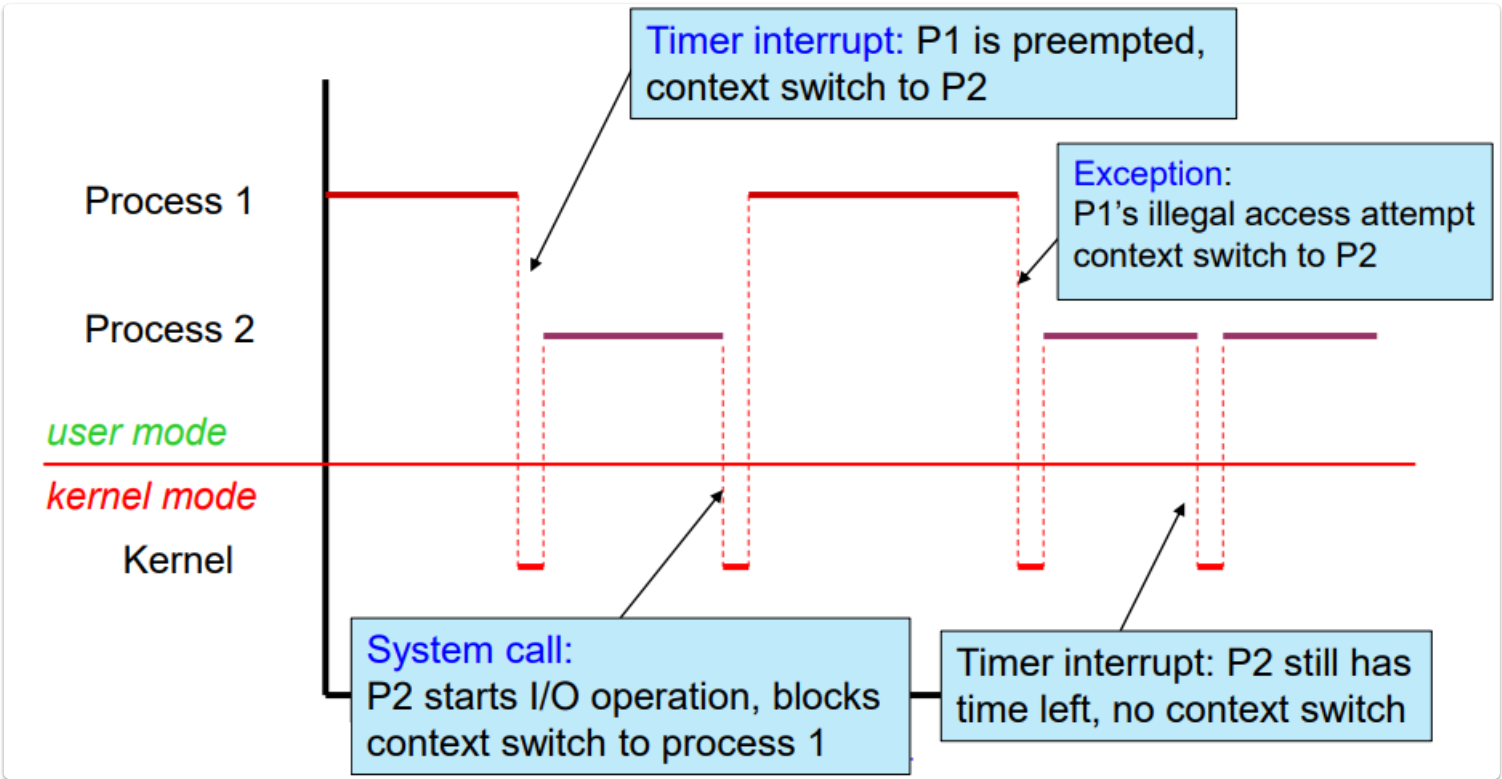 Timer interrupt: P1 is preempted,
context switch to P2
Exception:
P1’s illegal access attempt
context switch to P2
Process 1
Process 2
user mode
kernel mode
Kernel
System call:
P2 starts I/O operation, blocks
context switch to process 1
Timer interrupt: P2 still has
time left, no context switch